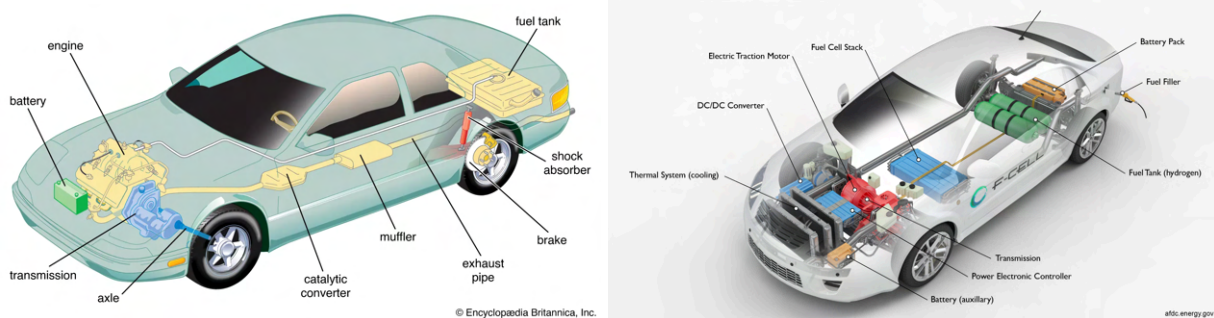 fuel tank
engine
battery
shock
absorber
brake
muffler
exhaust
pipe
catalytic
converter
transmission
axle
© Encyclopædia Britannica, Inc.
Battery Pack
Fuel Cell Stack
Electric Traction Motor
Fuel Filler
DC/DC Converter
Thermal System (cooling)
Fuel Tank (hydrogen)
F-CELL
Transmission
Power Electronic Controller
Battery (auxillary)
afdc.energy.gov